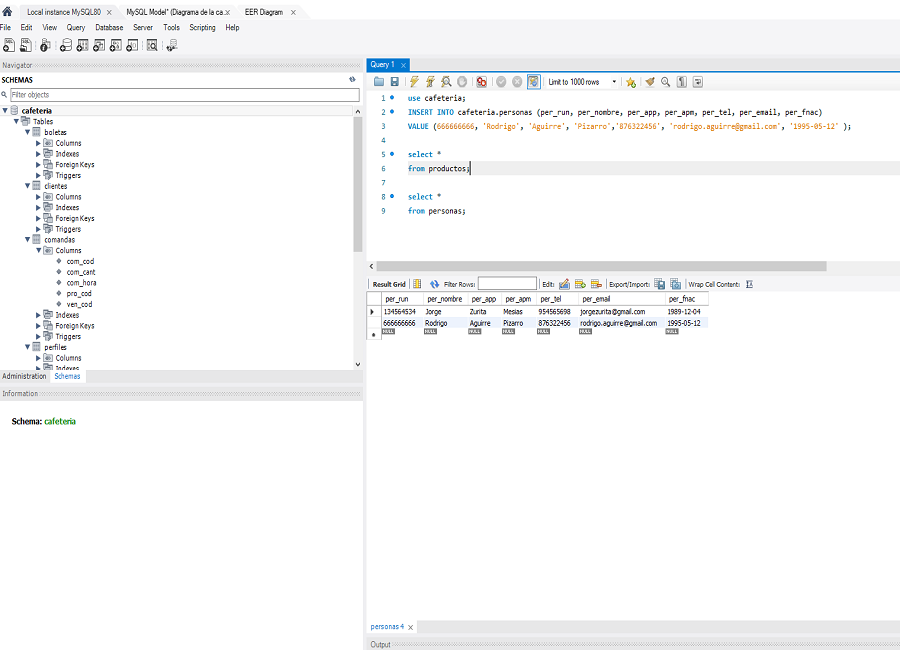 Local instance MySQL80 × MySQL Model* (Diagrama de la ca..× EER Diagram ×
File Edit View Query Database Server Tools Scripting Help
Navigator
SCHEMAS
Filter objects
cafeteria
Tables
boletas
Columns
Indexes
Foreign Keys
Triggers
clientes
Columns
Indexes
Foreign Keys
Triggers
comandas
Columns
com_cod
com_cant
com_hora
pro_cod
ven_cod
Indexes
Foreign Keys
Triggers
perfiles
Columns
Indexes
Administration Schemas
Information
Schema: cafeteria
Query 1 ×
Limit to 1000 rows
1 use cafeteria;
2 INSERT INTO cafeteria.personas (per_run, per_nombre, per_app, per_apm, per_tel, per_email, per_fnac)
3 VALUE (666666666, 'Rodrigo', 'Aguirre', 'Pizarro','876322456', 'rodrigo.aguirre@gmail.com', '1995-05-12' );
4
5 select *
6 from productos;
7
8 select *
9 from personas;
Result Grid Filter Rows: Edit: Export/Import: Wrap Cell Content:
per_run per_nombre per_app per_apm per_tel per_email per_fnac
134564534 Jorge Zurita Mesias 954565698 jorgezurita@gmail.com 1989-12-04
666666666 Rodrigo Aguirre Pizarro 876322456 rodrigo.aguirre@gmail.com 1995-05-12
NULL NULL NULL NULL NULL NULL NULL
personas 4 ×
Output